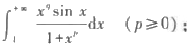 ∫₁⁺∞ x^q sin x / (1+x^p) dx (p≥0);